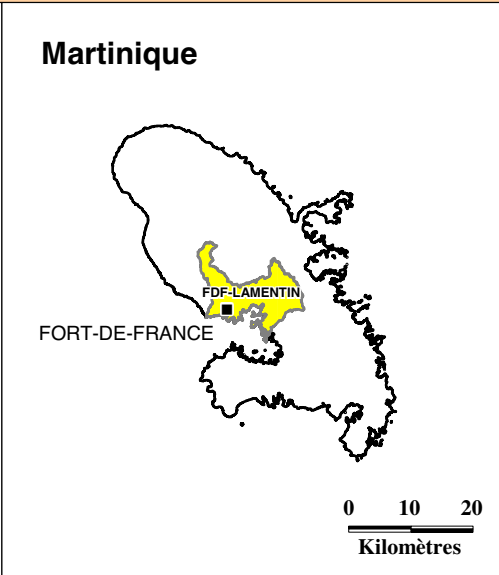 Martinique
FDF-LAMENTIN
FORT-DE-FRANCE
0 10 20
Kilomètres